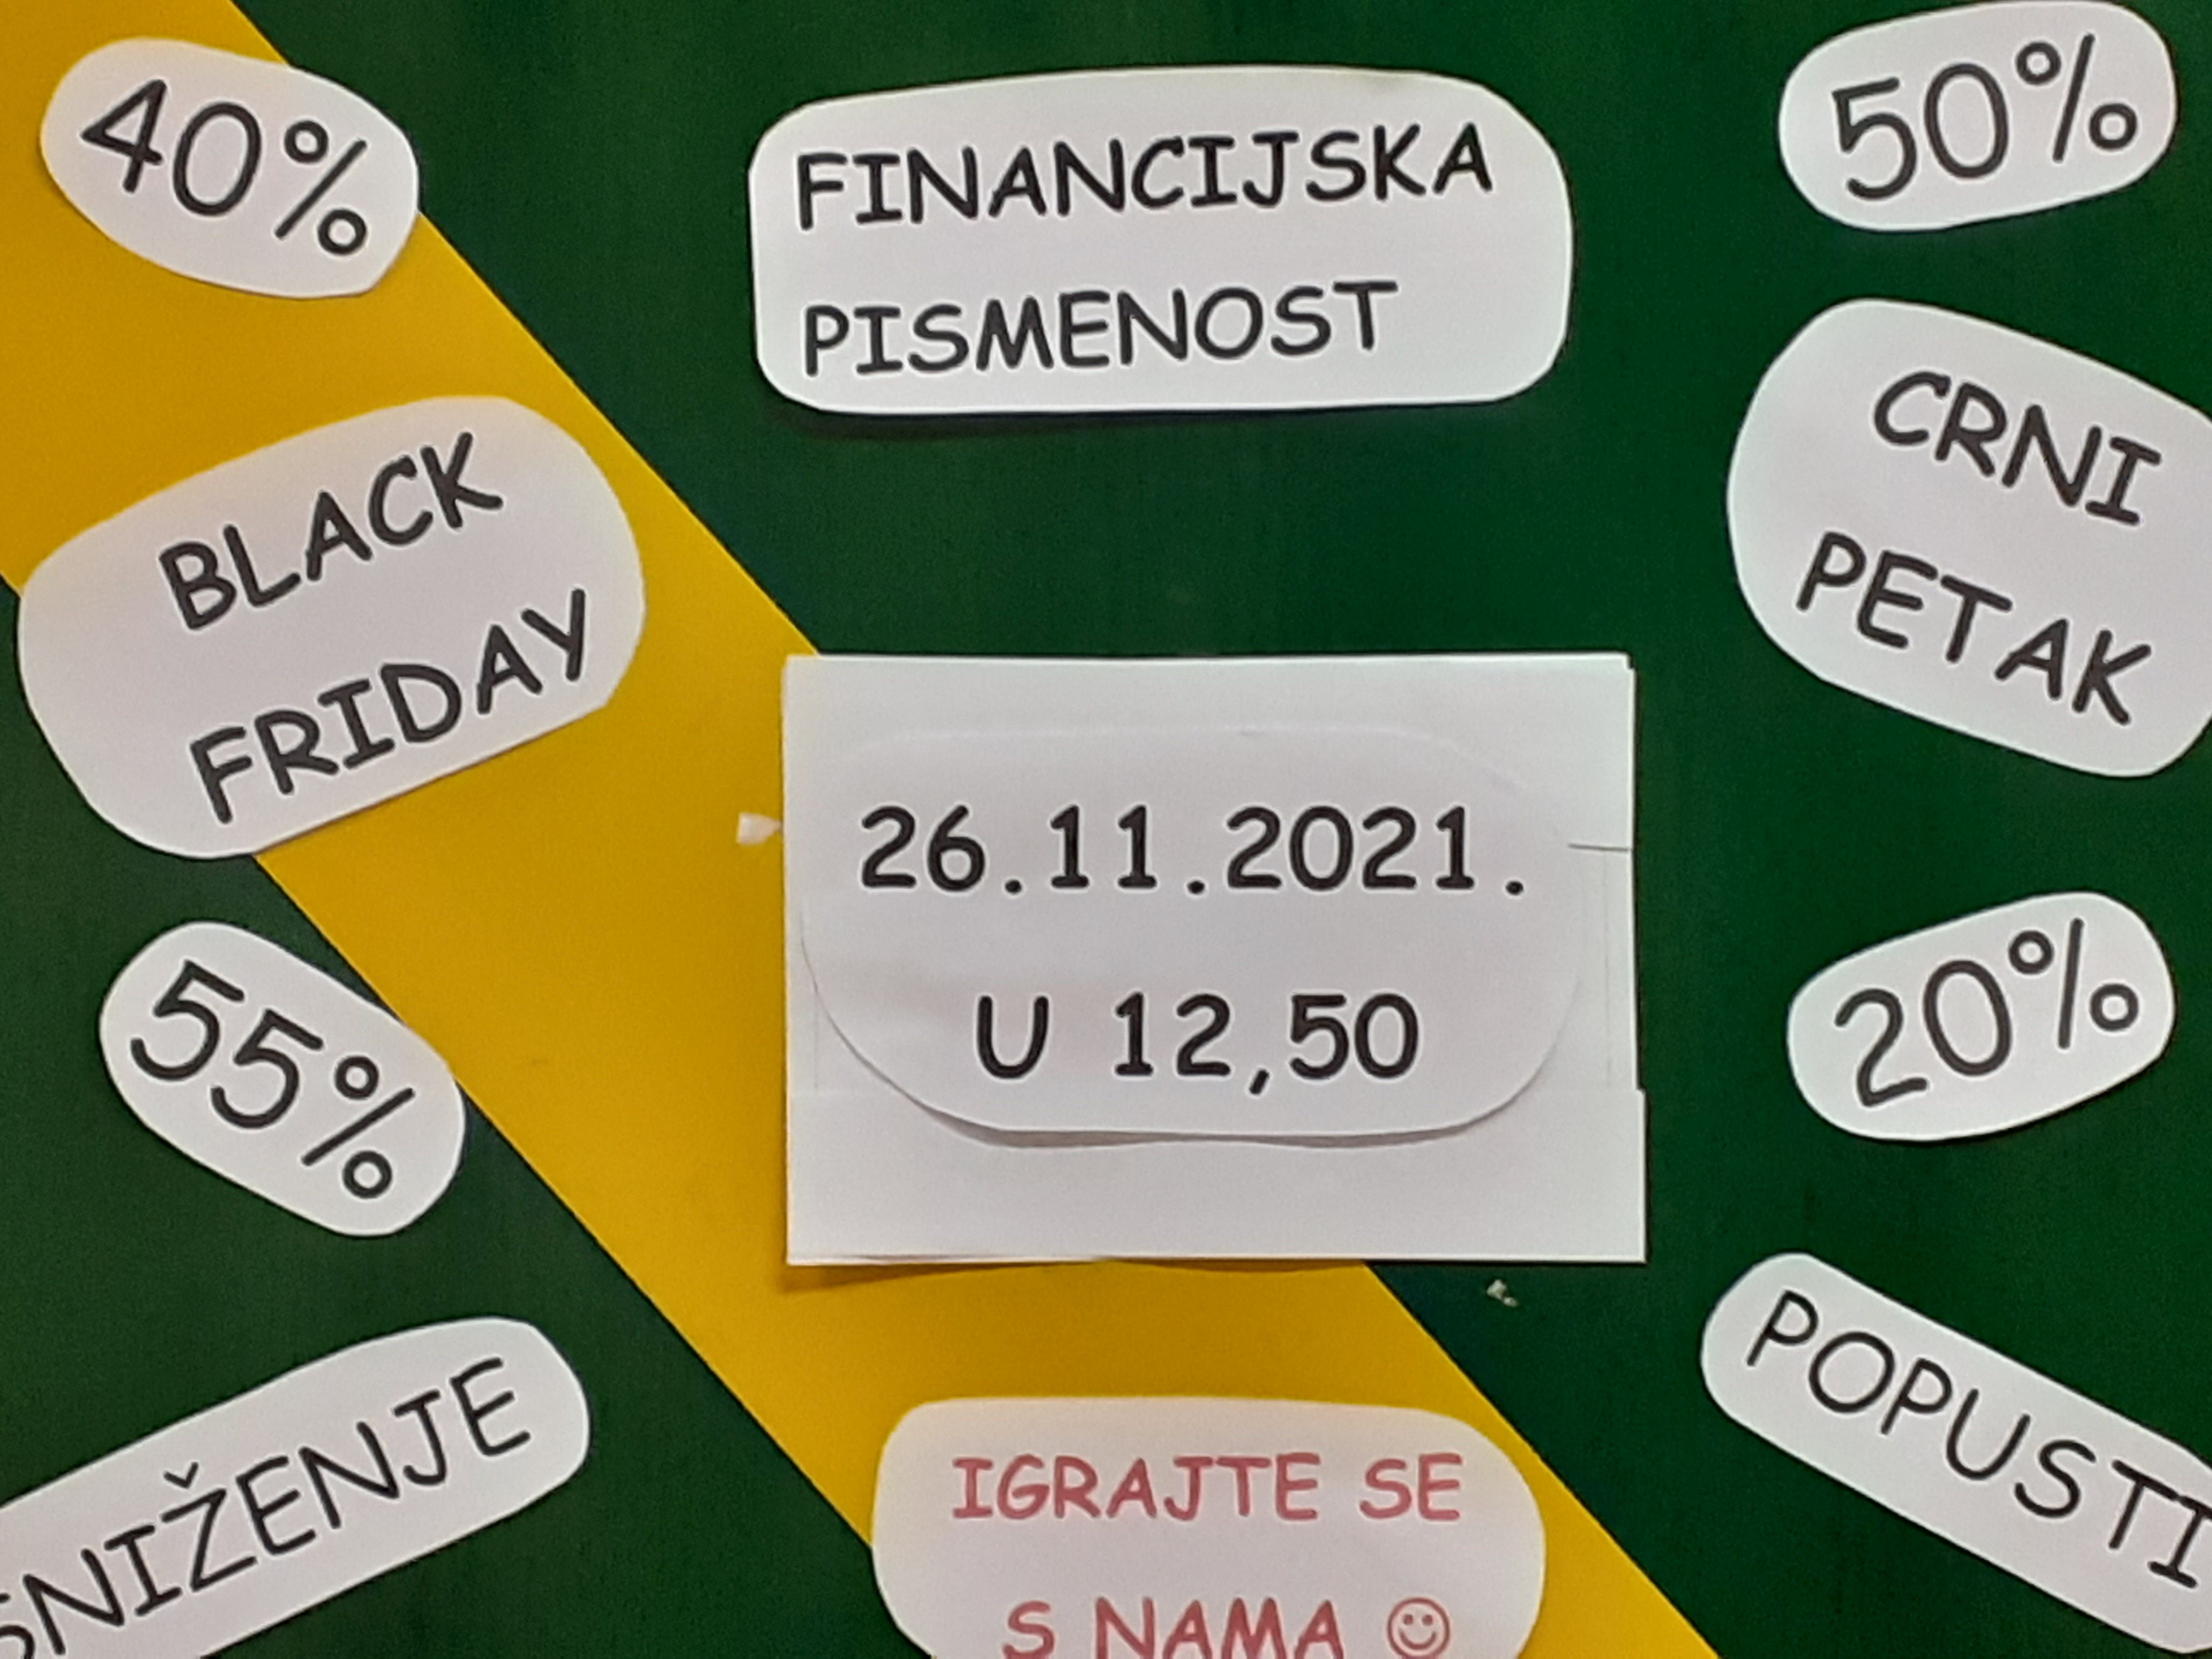 40%
FINANCIJSKA
PISMENOST
50%
BLACK
FRIDAY
CRNI
PETAK
26.11.2021.
U 12,50
55%
20%
SNIŽENJE
POPUSTI
IGRAJTE SE
S NAMA ☺